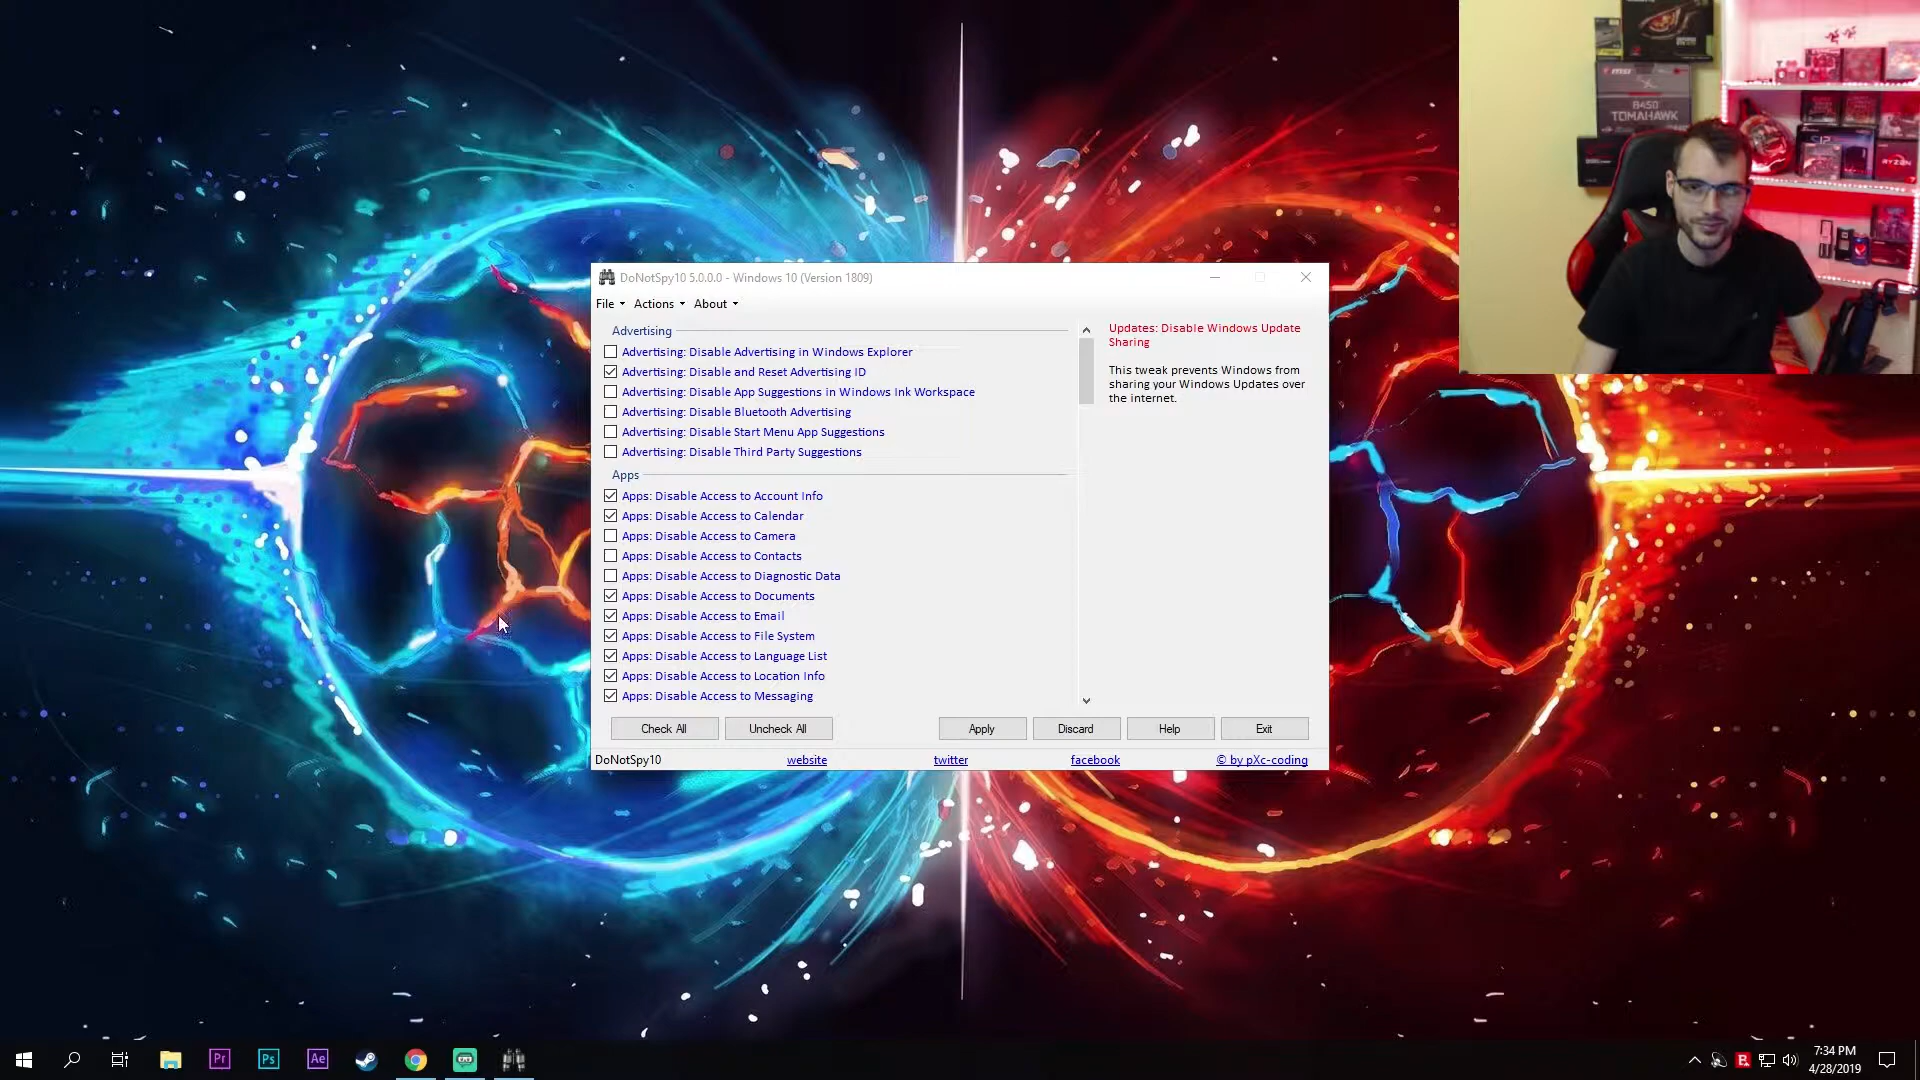 msi
B450
TOMAHAWK
RYZEN
DoNotSpy10 5.0.0.0 - Windows 10 (Version 1809)
File
Actions
About
Advertising
Advertising: Disable Advertising in Windows Explorer
Advertising: Disable and Reset Advertising ID
Advertising: Disable App Suggestions in Windows Ink Workspace
Advertising: Disable Bluetooth Advertising
Advertising: Disable Start Menu App Suggestions
Advertising: Disable Third Party Suggestions
Apps
Apps: Disable Access to Account Info
Apps: Disable Access to Calendar
Apps: Disable Access to Camera
Apps: Disable Access to Contacts
Apps: Disable Access to Diagnostic Data
Apps: Disable Access to Documents
Apps: Disable Access to Email
Apps: Disable Access to File System
Apps: Disable Access to Language List
Apps: Disable Access to Location Info
Apps: Disable Access to Messaging
Updates: Disable Windows Update
Sharing
This tweak prevents Windows from
sharing your Windows Updates over
the internet.
Check All
Uncheck All
Apply
Discard
Help
Exit
DoNotSpy10
website
twitter
facebook
© by pXc-coding
Pr
Ps
Ae
B
7:34 PM
4/28/2019